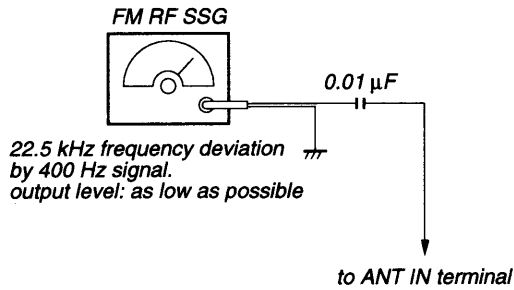 FM RF SSG
0.01 µF
22.5 kHz frequency deviation
by 400 Hz signal.
output level: as low as possible
to ANT IN terminal